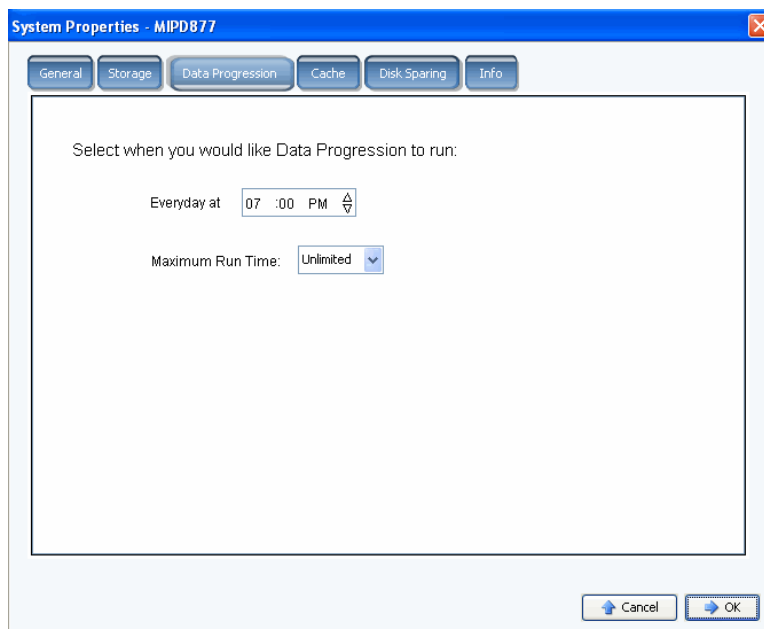 System Properties - MIPD877
General Storage Data Progression Cache Disk Sparing Info
Select when you would like Data Progression to run:
Everyday at 07 :00 PM
Maximum Run Time: Unlimited
Cancel OK